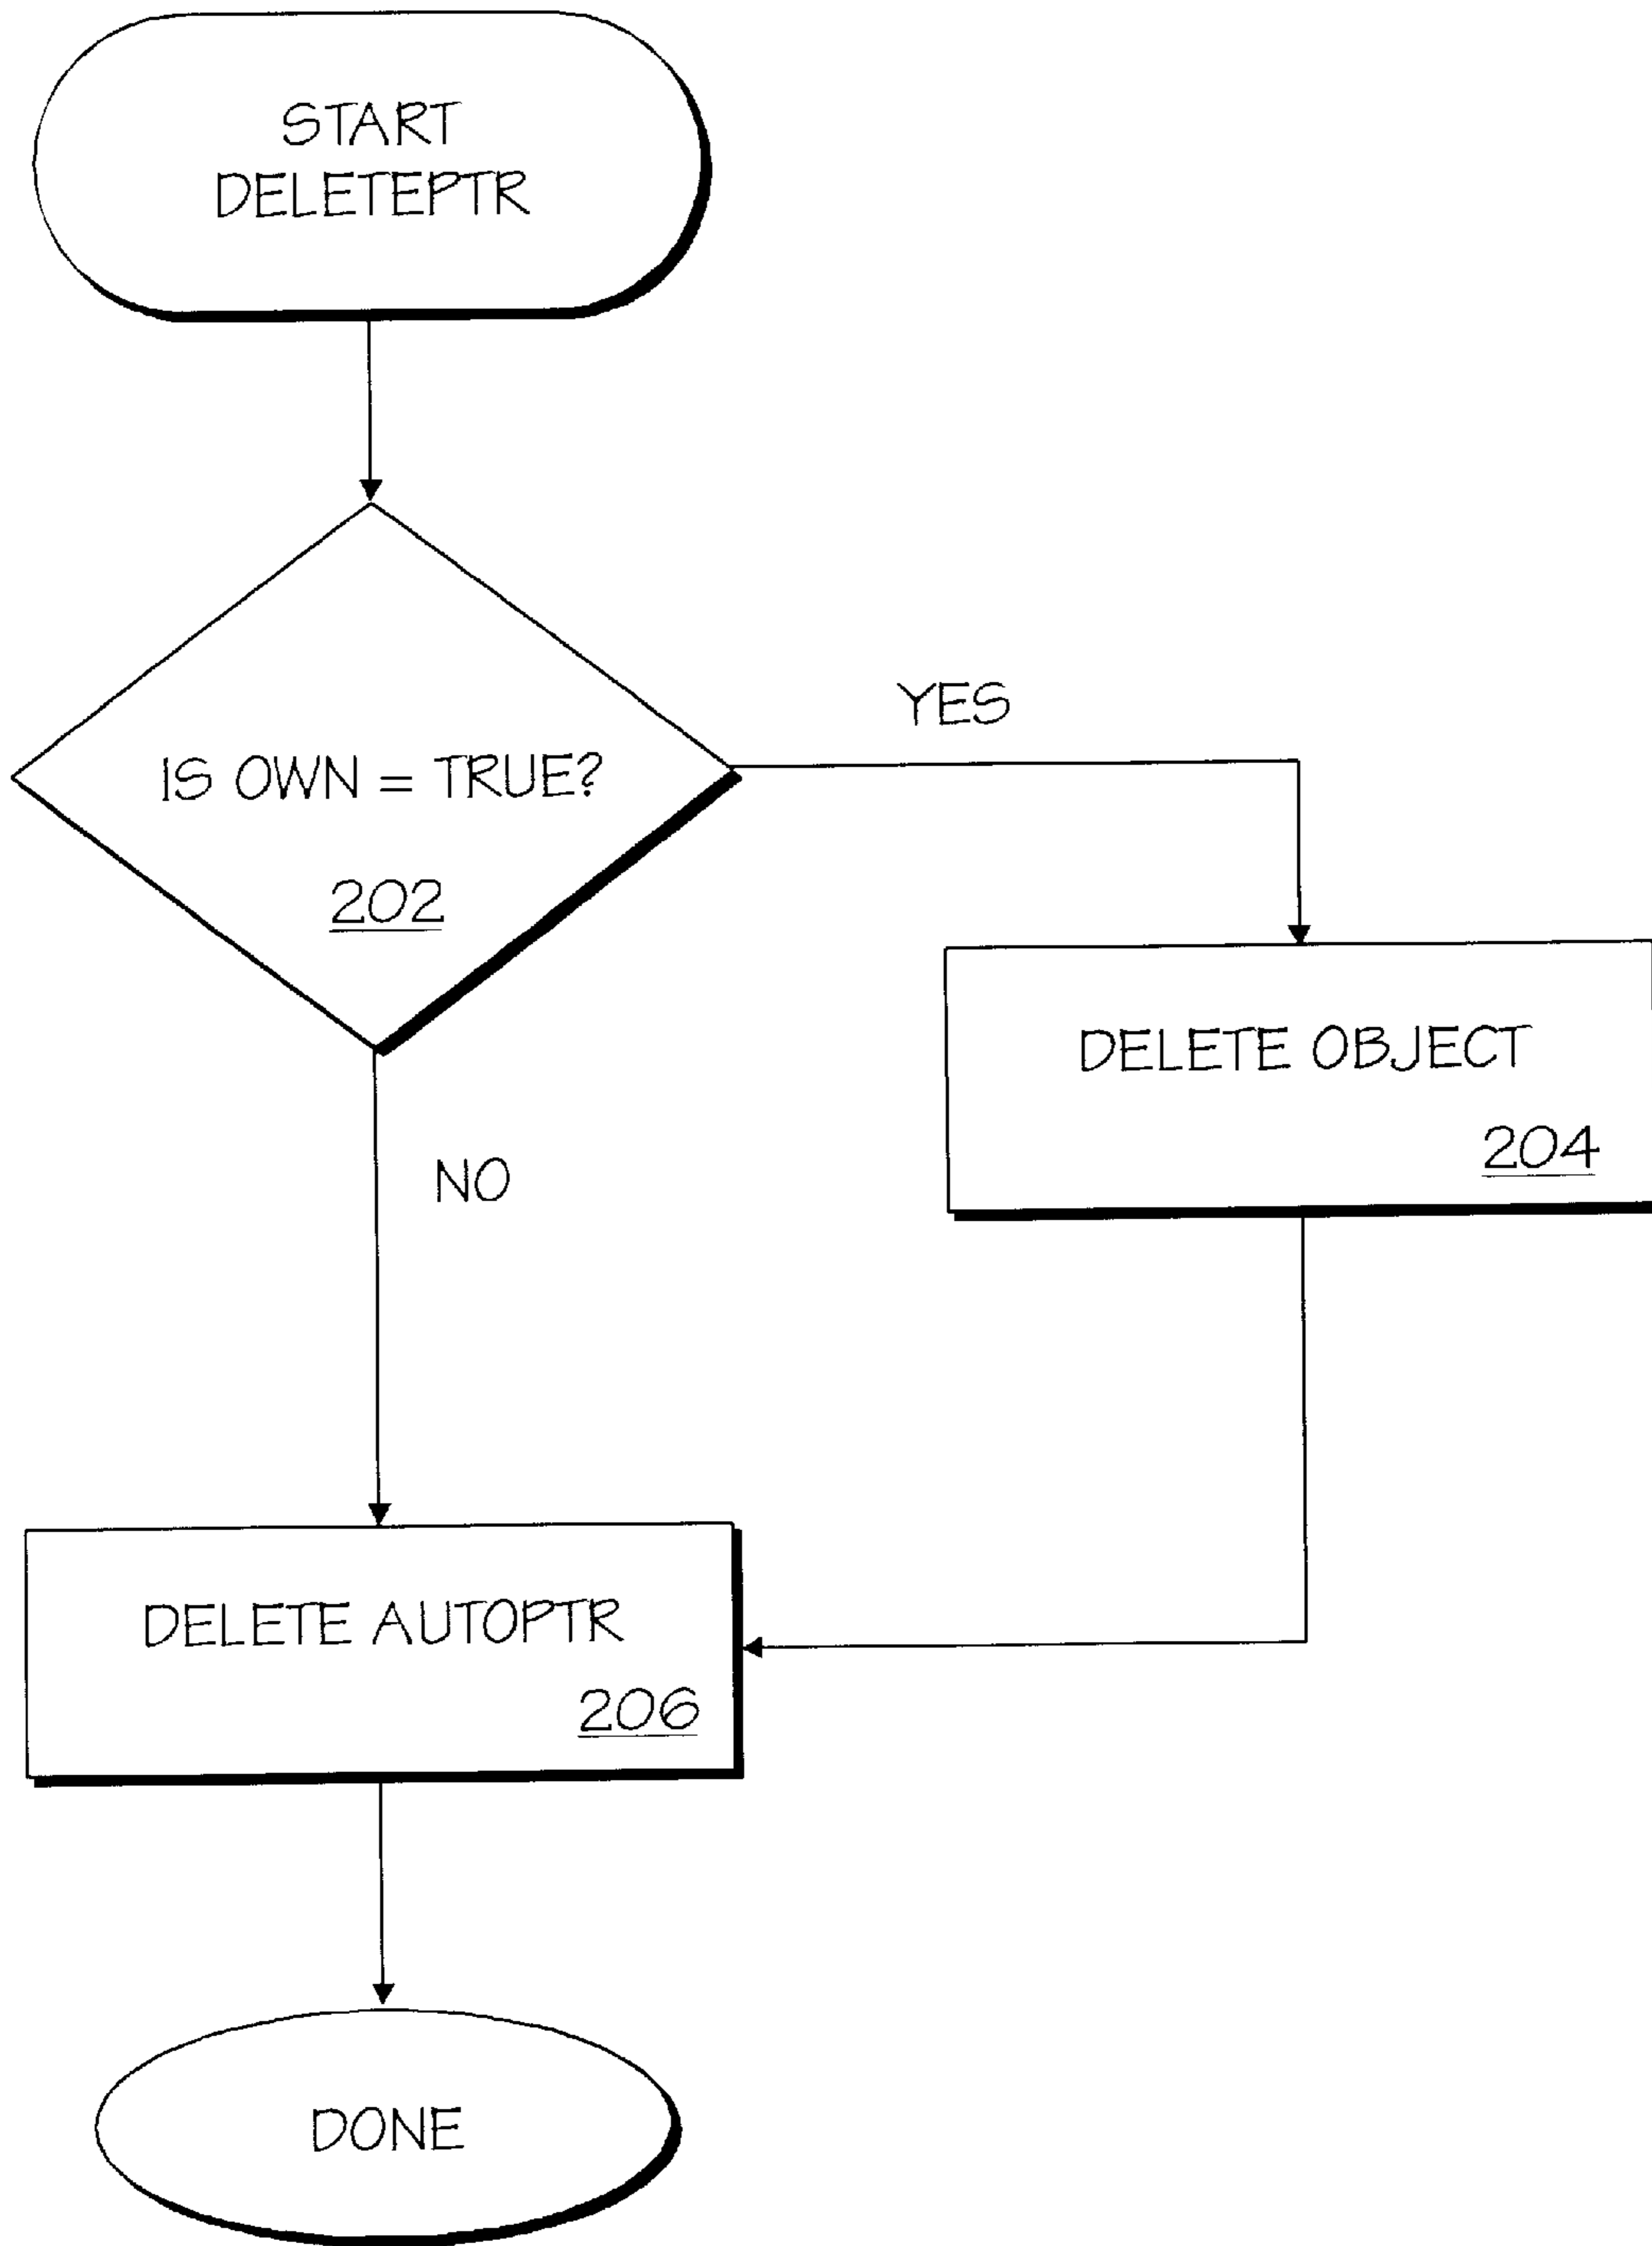 START
DELETEPTR
IS OWN = TRUE?
202
YES
DELETE OBJECT
204
NO
DELETE AUTOPTR
206
DONE